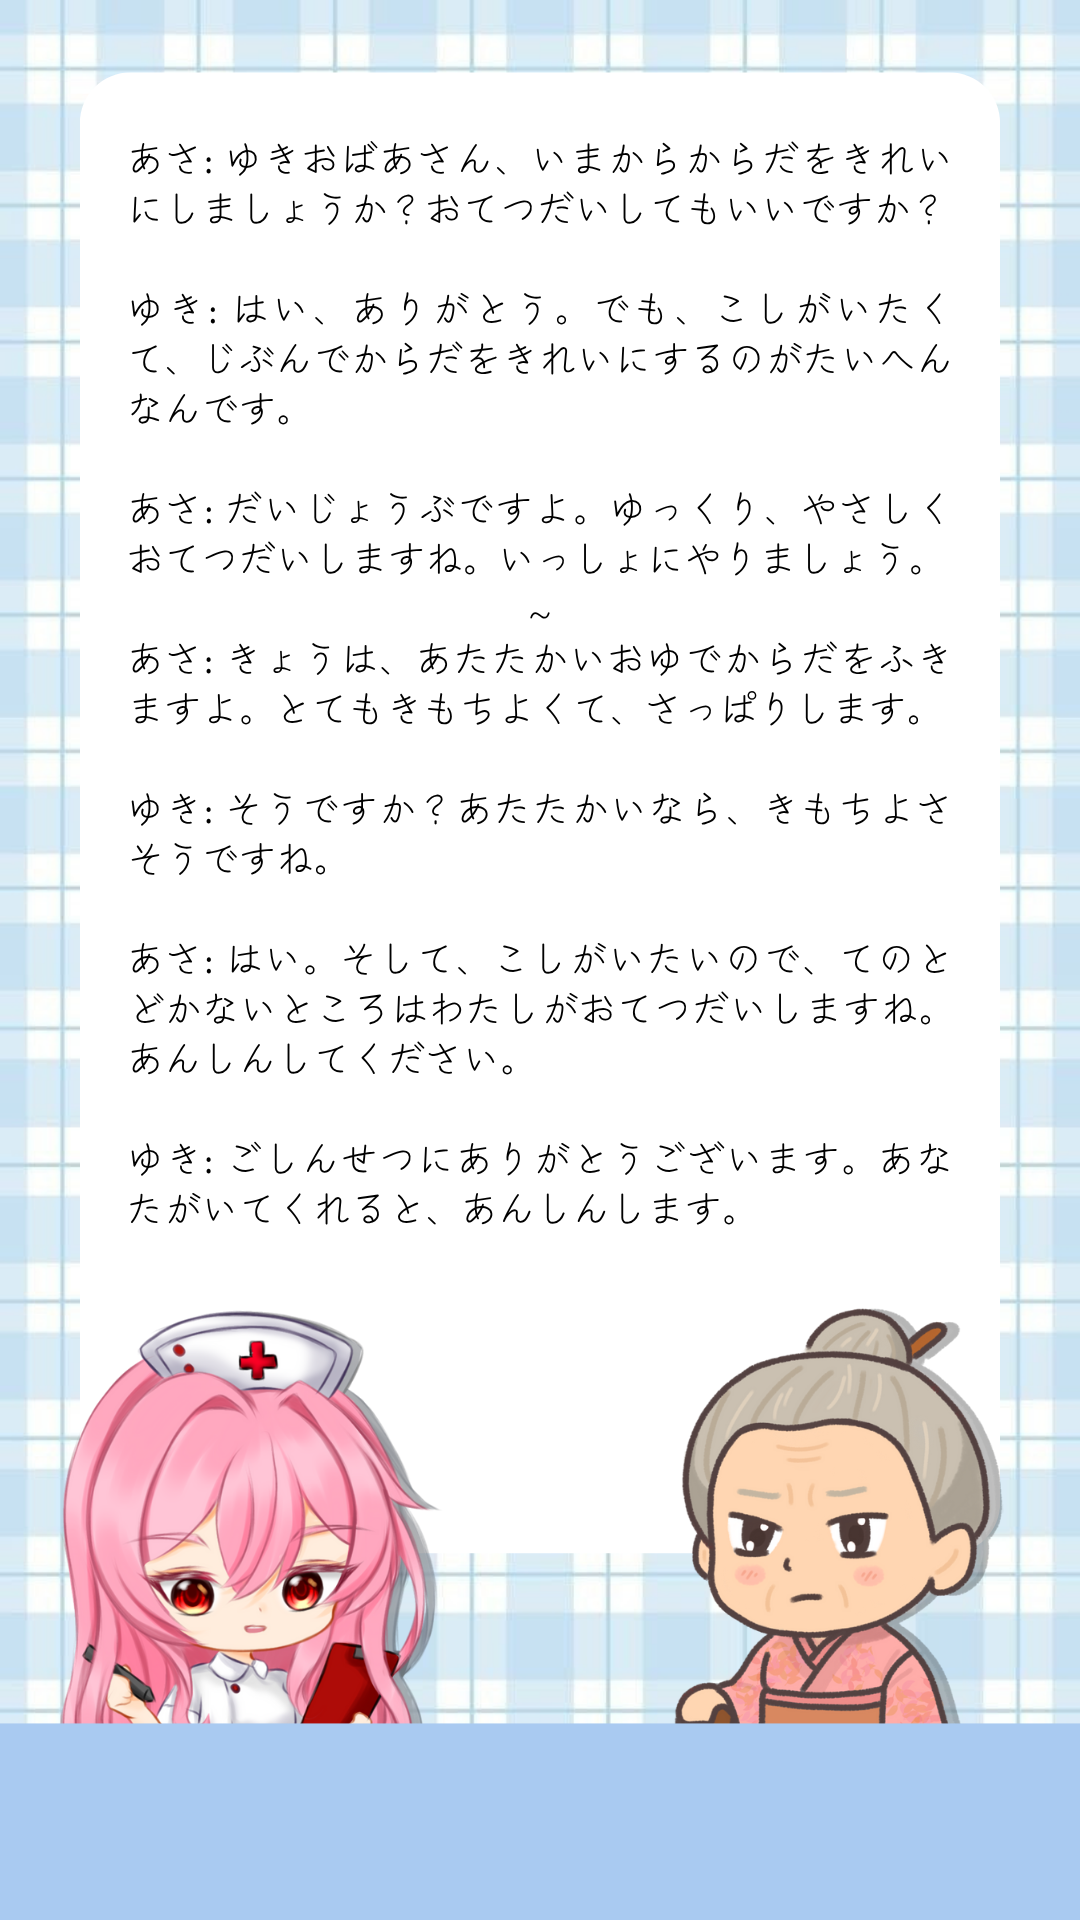 あさ: ゆきおばあさん、いまからからだをきれい
にしましょうか？おてつだいしてもいいですか？
ゆき: はい、ありがとう。でも、こしがいたく
て、じぶんでからだをきれいにするのがたいへん
なんです。
あさ: だいじょうぶですよ。ゆっくり、やさしく
おてつだいしますね。いっしょにやりましょう。
~
あさ: きょうは、あたたかいおゆでからだをふき
ますよ。とてもきもちよくて、さっぱりします。
ゆき: そうですか？あたたかいなら、きもちよさ
そうですね。
あさ: はい。そして、こしがいたいので、てのと
どかないところはわたしがおてつだいしますね。
あんしんしてください。
ゆき: ごしんせつにありがとうございます。あな
たがいてくれると、あんしんします。